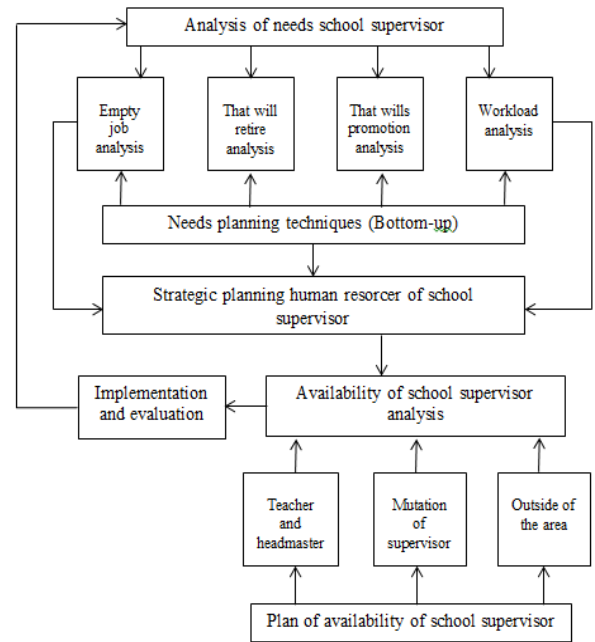 Analysis of needs school supervisor
Empty
job
analysis
That will
retire
analysis
That wills
promotion
analysis
Workload
analysis
Needs planning techniques (Bottom-up)
Strategic planning human resorcer of school
supervisor
Implementation
and evaluation
Availability of school supervisor
analysis
Teacher
and
headmaster
Mutation
of
supervisor
Outside of
the area
Plan of availability of school supervisor